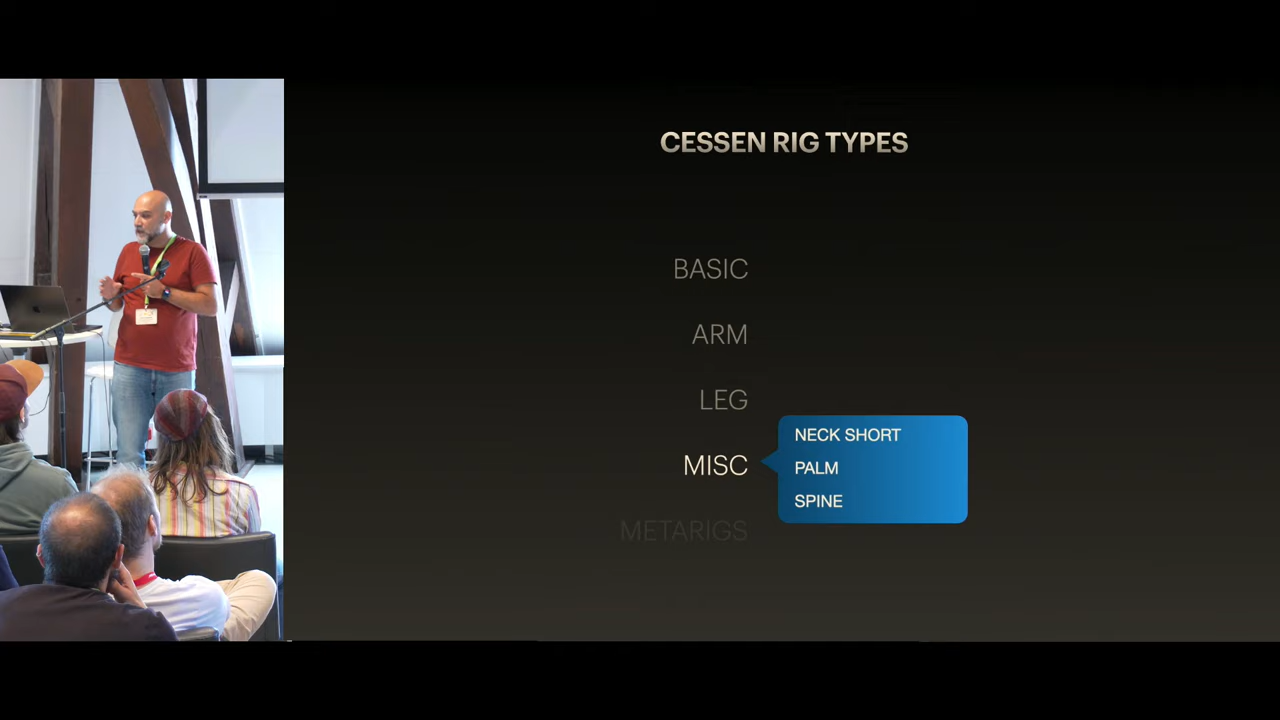 CESSEN RIG TYPES
BASIC
ARM
LEG
MISC
NECK SHORT
PALM
SPINE
METARIGS